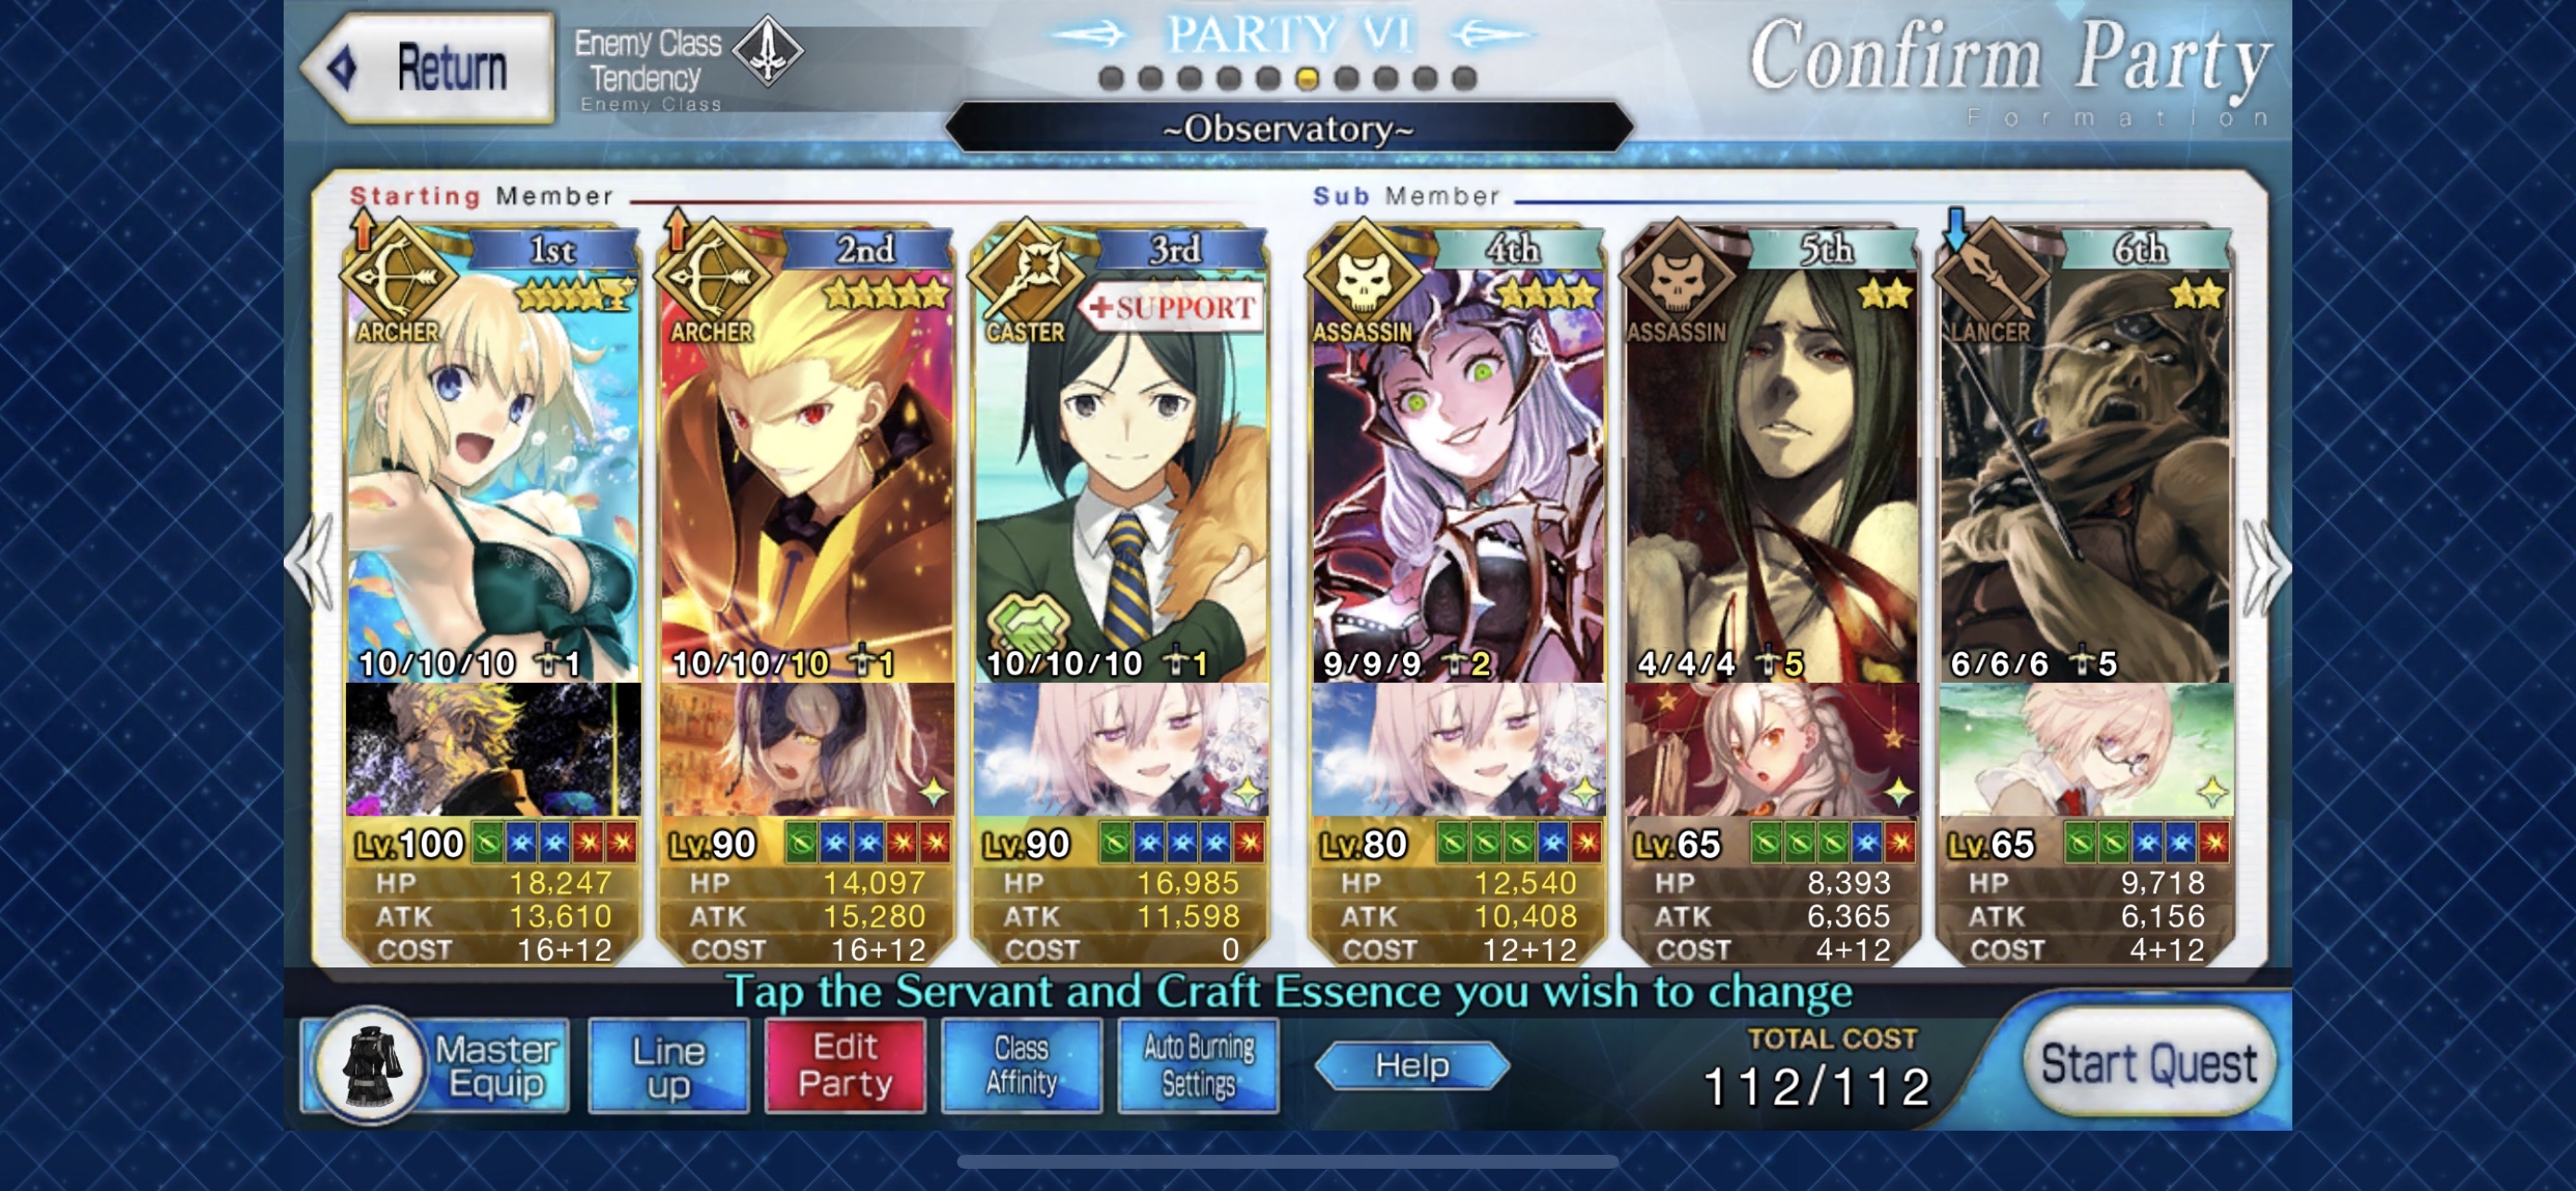 Return
Enemy Class
Tendency
Enemy Class
PARTY VI
~Observatory~
Confirm Party
Formation
Starting Member
Sub Member
1st
ARCHER
10/10/10 1
Lv.100
HP 18,247
ATK 13,610
COST 16+12
2nd
ARCHER
10/10/10 1
Lv.90
HP 14,097
ATK 15,280
COST 16+12
3rd
+SUPPORT
CASTER
10/10/10 1
Lv.90
HP 16,985
ATK 11,598
COST 0
4th
ASSASSIN
9/9/9 2
Lv.80
HP 12,540
ATK 10,408
COST 12+12
5th
ASSASSIN
4/4/4 5
Lv.65
HP 8,393
ATK 6,365
COST 4+12
6th
LANCER
6/6/6 5
Lv.65
HP 9,718
ATK 6,156
COST 4+12
Tap the Servant and Craft Essence you wish to change
Master
Equip
Line
up
Edit
Party
Class
Affinity
Auto Burning
Settings
Help
TOTAL COST
112/112
Start Quest